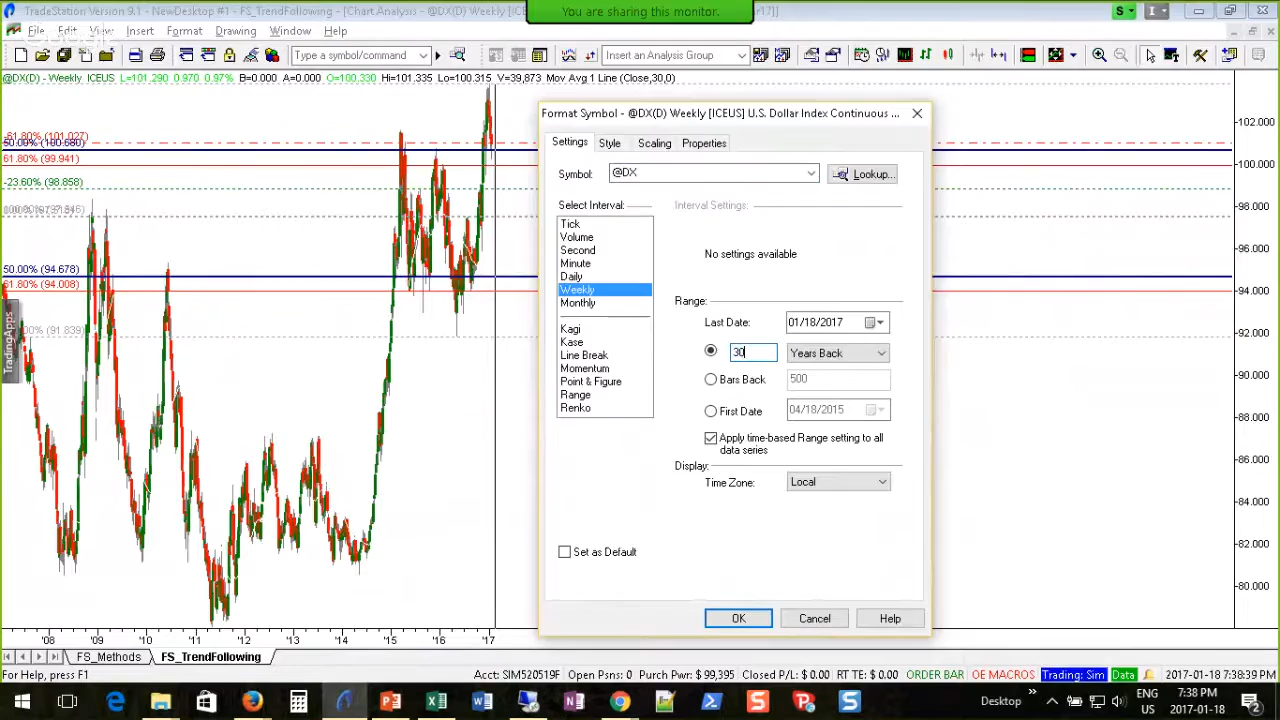 TradeStation Version 9.1 - NewDesktop #1 - FS_TrendFollowing - [Chart Analysis - @DX(D) Weekly [ICE
You are sharing this monitor.
File Edit View Insert Format Drawing Window Help
Type a symbol/command
Insert an Analysis Group
@DX(D) - Weekly ICEUS L=101.290 0.970 0.97% B=0.000 A=0.000 O=100.330 Hi=101.335 Lo=100.315 V=39,873 Mov Avg 1 Line (Close,30,0)
-61.80% (101.027)
50.00% (100.680)
61.80% (99.941)
-23.60% (98.858)
50.00% (94.678)
61.80% (94.008)
TradingApps
102.000
100.000
98.000
96.000
94.000
92.000
90.000
88.000
86.000
84.000
82.000
80.000
Format Symbol - @DX(D) Weekly [ICEUS] U.S. Dollar Index Continuous ...
Settings Style Scaling Properties
Symbol: @DX Lookup...
Select Interval: Interval Settings:
Tick
Volume
Second
Minute
Daily
Weekly
Monthly
Kagi
Kase
Line Break
Momentum
Point & Figure
Range
Renko
No settings available
Range:
Last Date: 01/18/2017
30 Years Back
Bars Back 500
First Date 04/18/2015
Apply time-based Range setting to all
data series
Display:
Time Zone: Local
Set as Default
OK Cancel Help
'08 '09 '10 '11 '12 '13 '14 '15 '16 '17
FS_Methods FS_TrendFollowing
For Help, press F1 Acct: SIM520519F Open Psns: 0 Purch Pwr: $99,395 Closed P/L: $0.00 RT TE: $0.00 ORDER BAR OE MACROS Trading: Sim Data 2017-01-18 7:38:39 PM
Desktop ENG 7:38 PM
US 2017-01-18